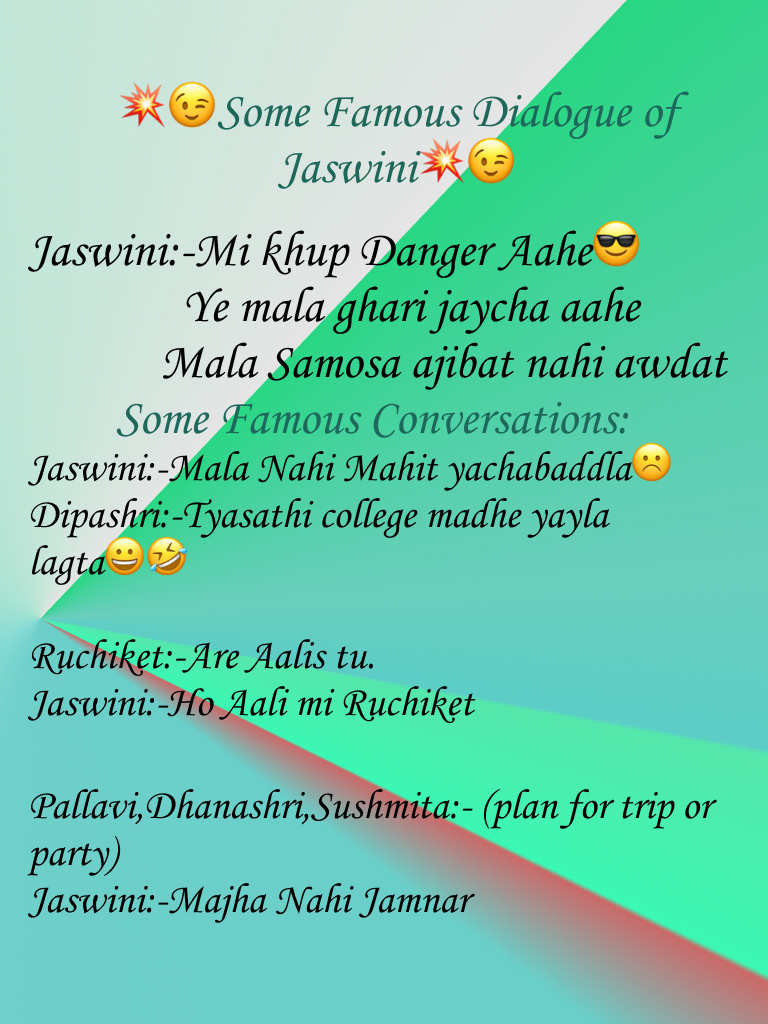 💥😉Some Famous Dialogue of
Jaswini💥😉
Jaswini:-Mi khup Danger Aahe😎
Ye mala ghari jaycha aahe
Mala Samosa ajibat nahi awdat
Some Famous Conversations:
Jaswini:-Mala Nahi Mahit yachabaddla☹️
Dipashri:-Tyasathi college madhe yayla
lagta😀🤣
Ruchiket:-Are Aalis tu.
Jaswini:-Ho Aali mi Ruchiket
Pallavi,Dhanashri,Sushmita:- (plan for trip or
party)
Jaswini:-Majha Nahi Jamnar